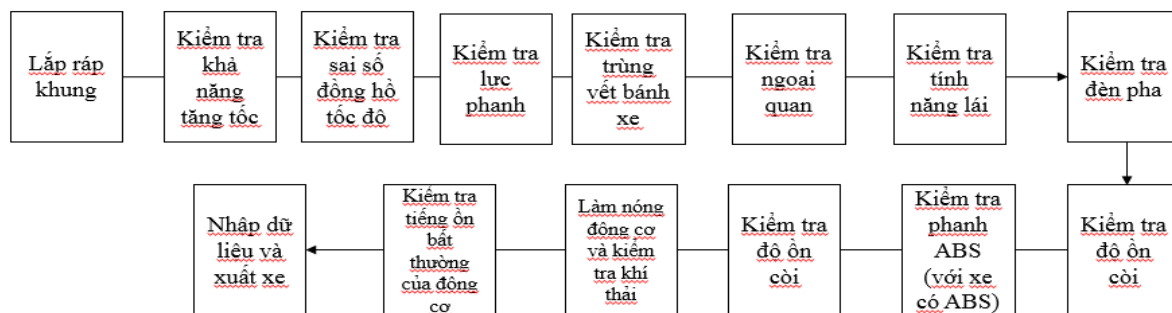 Lắp ráp
khung
Kiểm tra
khả
năng
tăng tốc
Kiểm tra
sai số
đồng hồ
tốc độ
Kiểm tra
lực
phanh
Kiểm tra
trùng
vết bánh
xe
Kiểm tra
ngoại
quan
Kiểm tra
tính
năng lái
Kiểm tra
đèn pha
Kiểm tra
độ ồn
còi
Kiểm tra
phanh
ABS
(với xe
có ABS)
Kiểm tra
độ ồn
còi
Làm nóng
động cơ
và kiểm
tra khí
thải
Kiểm tra
tiếng ồn
bất
thường
của động
cơ
Nhập dữ
liệu và
xuất xe